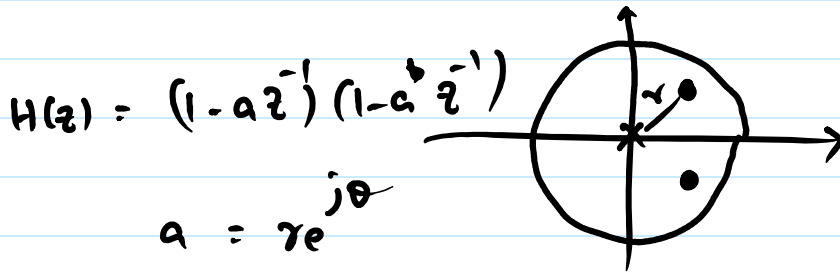 H(z) = (1-az⁻¹)(1-a* z⁻¹)
r
a = re^{jθ}